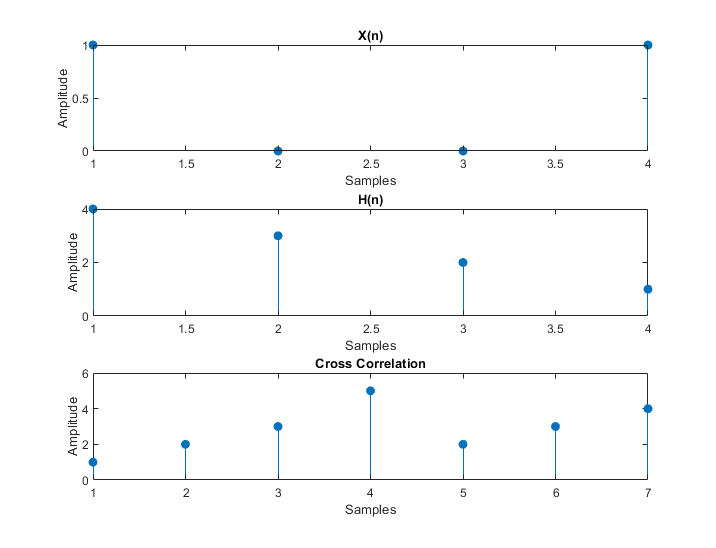 X(n)
1
0.5
0
Amplitude
1 1.5 2 2.5 3 3.5 4
Samples
H(n)
4
2
0
Amplitude
1 1.5 2 2.5 3 3.5 4
Samples
Cross Correlation
6
4
2
0
Amplitude
1 2 3 4 5 6 7
Samples